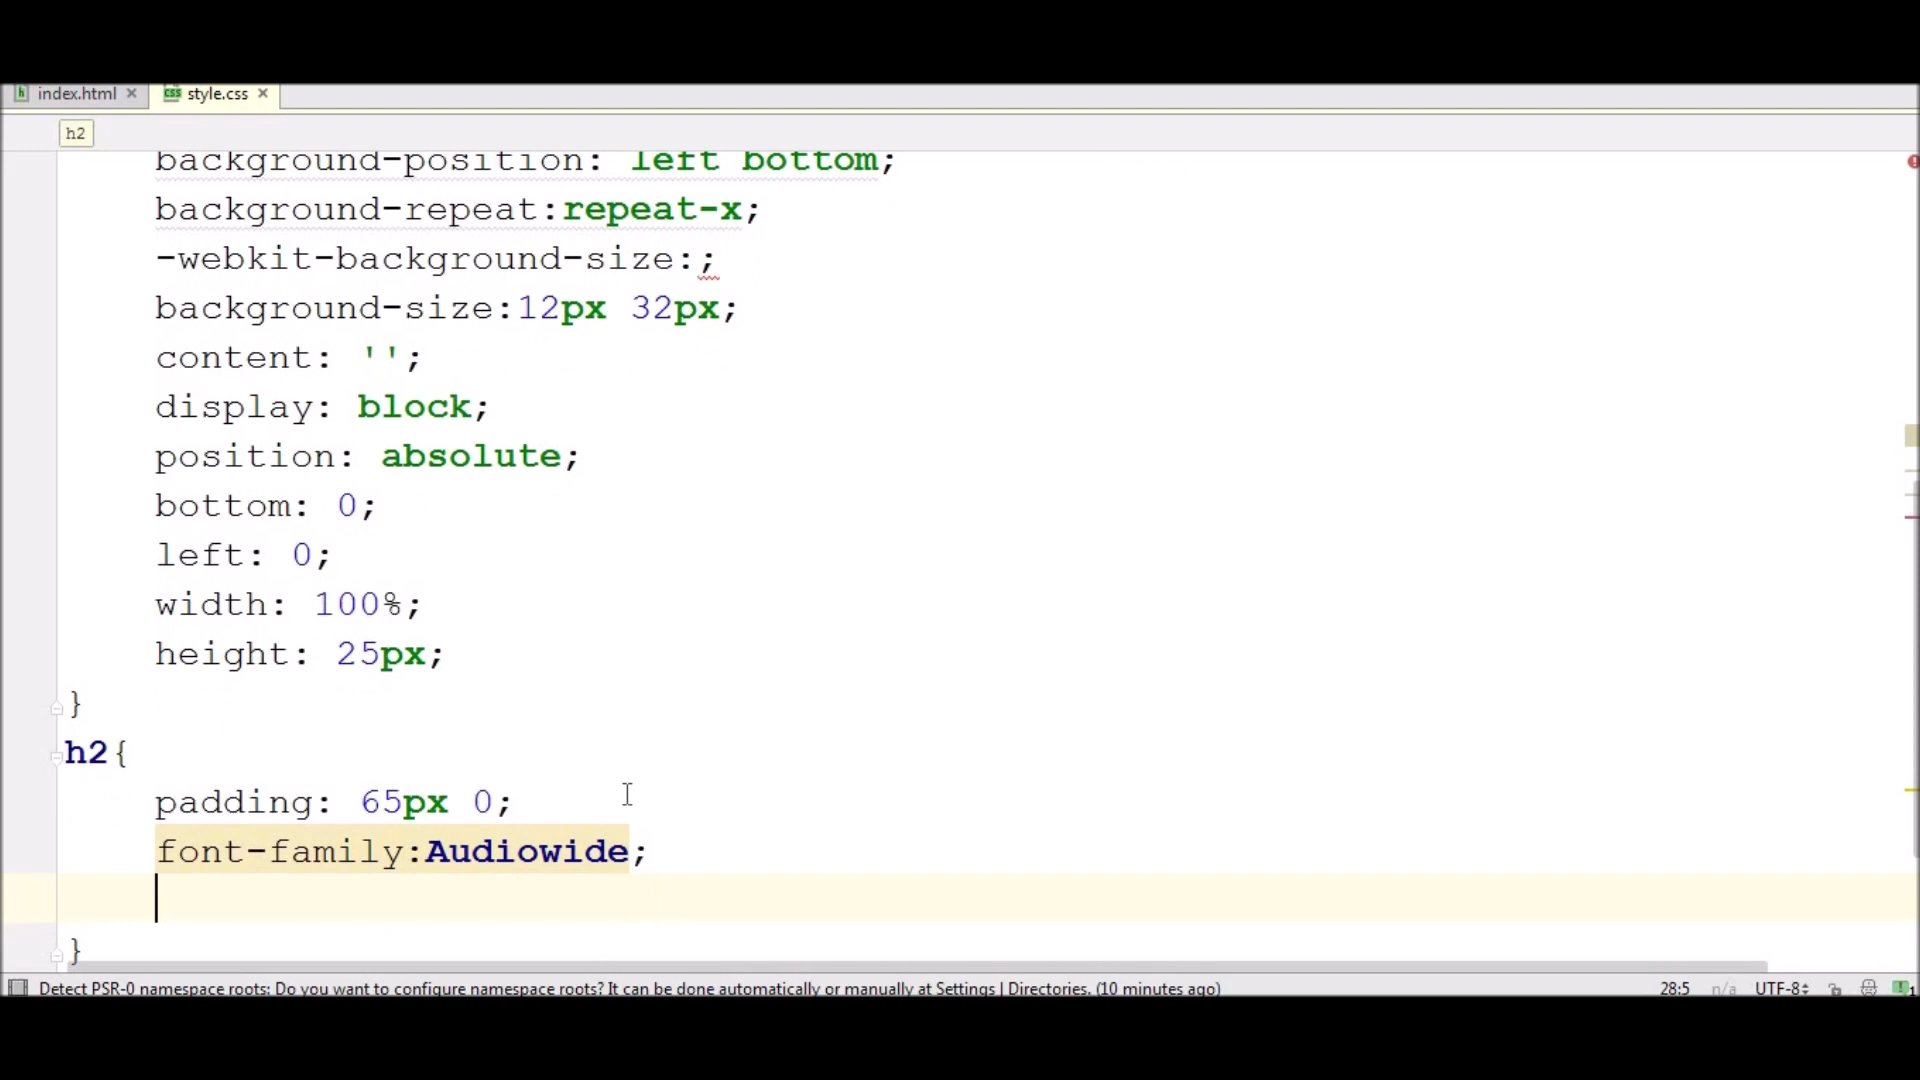 index.html
style.css
h2
background-position: left bottom;
background-repeat:repeat-x;
-webkit-background-size:;
background-size:12px 32px;
content: '';
display: block;
position: absolute;
bottom: 0;
left: 0;
width: 100%;
height: 25px;
}
h2{
padding: 65px 0;
font-family:Audiowide;
}
Detect PSR-0 namespace roots: Do you want to configure namespace roots? It can be done automatically or manually at Settings | Directories. (10 minutes ago) 28:5 n/a UTF-8 1